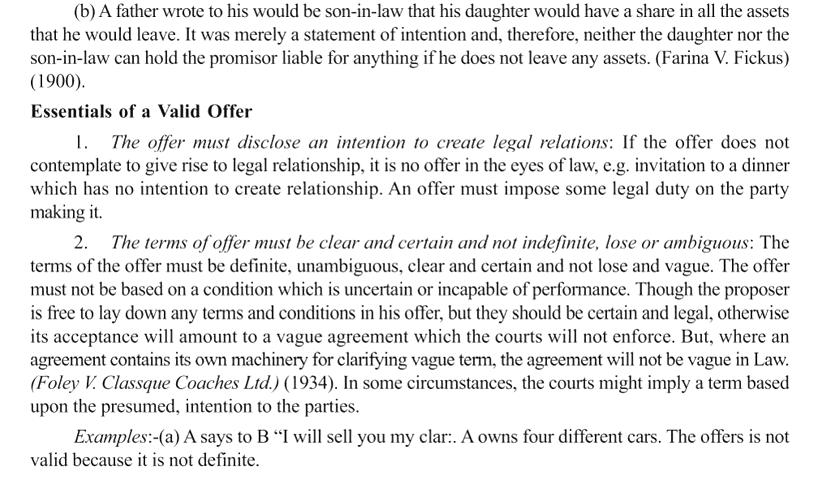 (b) A father wrote to his would be son-in-law that his daughter would have a share in all the assets
that he would leave. It was merely a statement of intention and, therefore, neither the daughter nor the
son-in-law can hold the promisor liable for anything if he does not leave any assets. (Farina V. Fickus)
(1900).
Essentials of a Valid Offer
1. The offer must disclose an intention to create legal relations: If the offer does not
contemplate to give rise to legal relationship, it is no offer in the eyes of law, e.g. invitation to a dinner
which has no intention to create relationship. An offer must impose some legal duty on the party
making it.
2. The terms of offer must be clear and certain and not indefinite, lose or ambiguous: The
terms of the offer must be definite, unambiguous, clear and certain and not lose and vague. The offer
must not be based on a condition which is uncertain or incapable of performance. Though the proposer
is free to lay down any terms and conditions in his offer, but they should be certain and legal, otherwise
its acceptance will amount to a vague agreement which the courts will not enforce. But, where an
agreement contains its own machinery for clarifying vague term, the agreement will not be vague in Law.
(Foley V. Classque Coaches Ltd.) (1934). In some circumstances, the courts might imply a term based
upon the presumed, intention to the parties.
Examples:-(a) A says to B “I will sell you my clar:. A owns four different cars. The offers is not
valid because it is not definite.